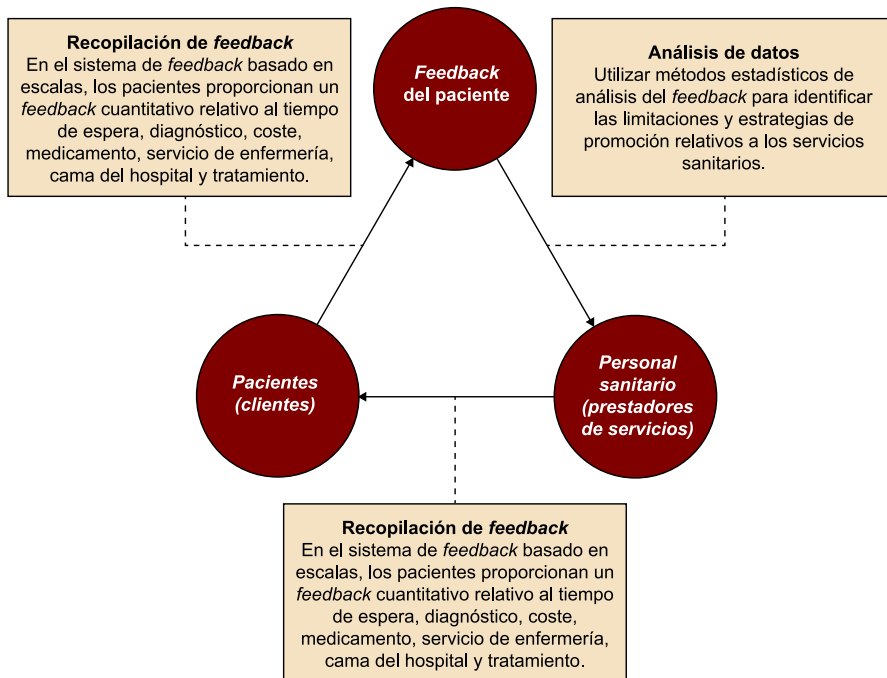 Recopilación de feedback
En el sistema de feedback basado en
escalas, los pacientes proporcionan un
feedback cuantitativo relativo al tiempo
de espera, diagnóstico, coste,
medicamento, servicio de enfermería,
cama del hospital y tratamiento.
Feedback
del paciente
Análisis de datos
Utilizar métodos estadísticos de
análisis del feedback para identificar
las limitaciones y estrategias de
promoción relativos a los servicios
sanitarios.
Pacientes
(clientes)
Personal
sanitario
(prestadores
de servicios)
Recopilación de feedback
En el sistema de feedback basado en
escalas, los pacientes proporcionan un
feedback cuantitativo relativo al tiempo
de espera, diagnóstico, coste,
medicamento, servicio de enfermería,
cama del hospital y tratamiento.